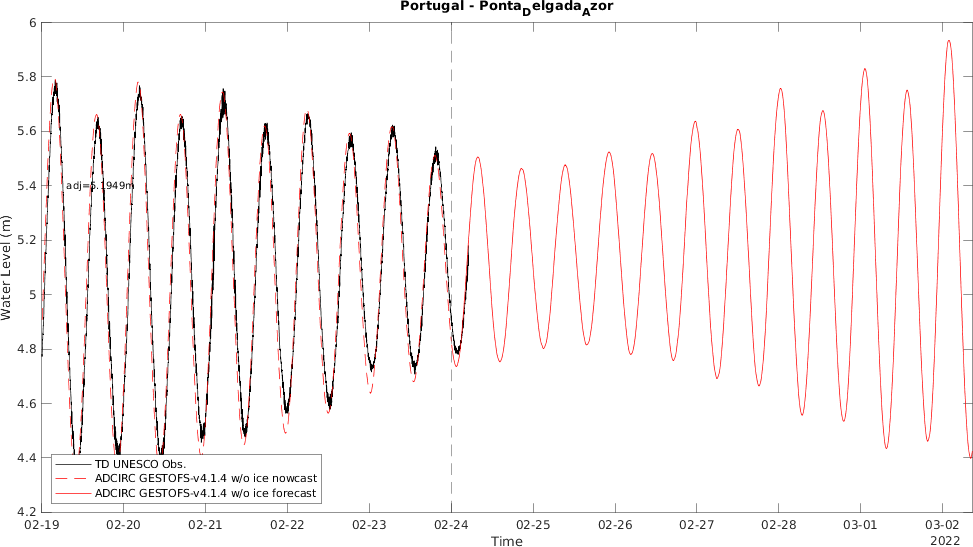 Portugal - PontaDelgadaAzor
6
5.8
5.6
5.4
5.2
5
4.8
4.6
4.4
4.2
Water Level (m)
adj=5.1949m
TD UNESCO Obs.
ADCIRC GESTOFS-v4.1.4 w/o ice nowcast
ADCIRC GESTOFS-v4.1.4 w/o ice forecast
02-19 02-20 02-21 02-22 02-23 02-24 02-25 02-26 02-27 02-28 03-01 03-02
Time 2022